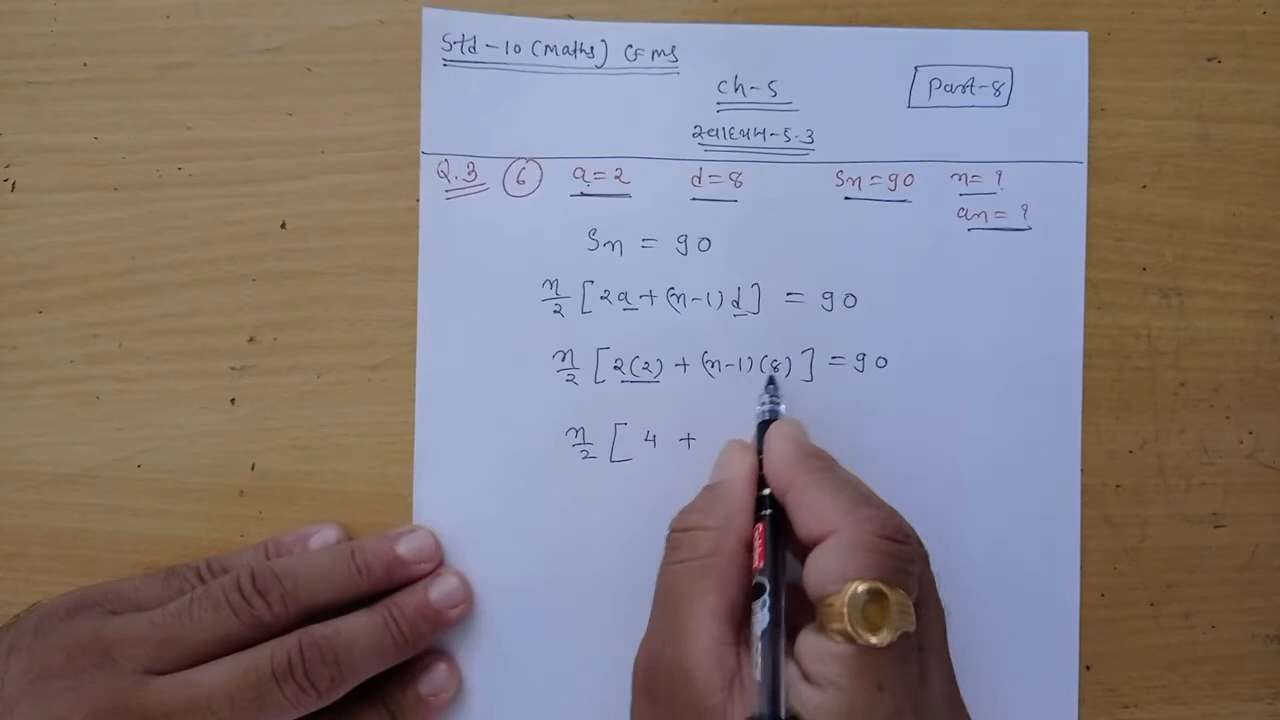 Std-10 (Maths) GEMS
Ch-5
Part-8
સ્વાધ્યાય-5.3
Q.3 6 a=2 d=8 Sn=90 n=?
an=?
Sn = 90
n/2 [2a+(n-1)d] = 90
n/2 [2(2)+(n-1)(8)] =90
n/2 [ 4 +